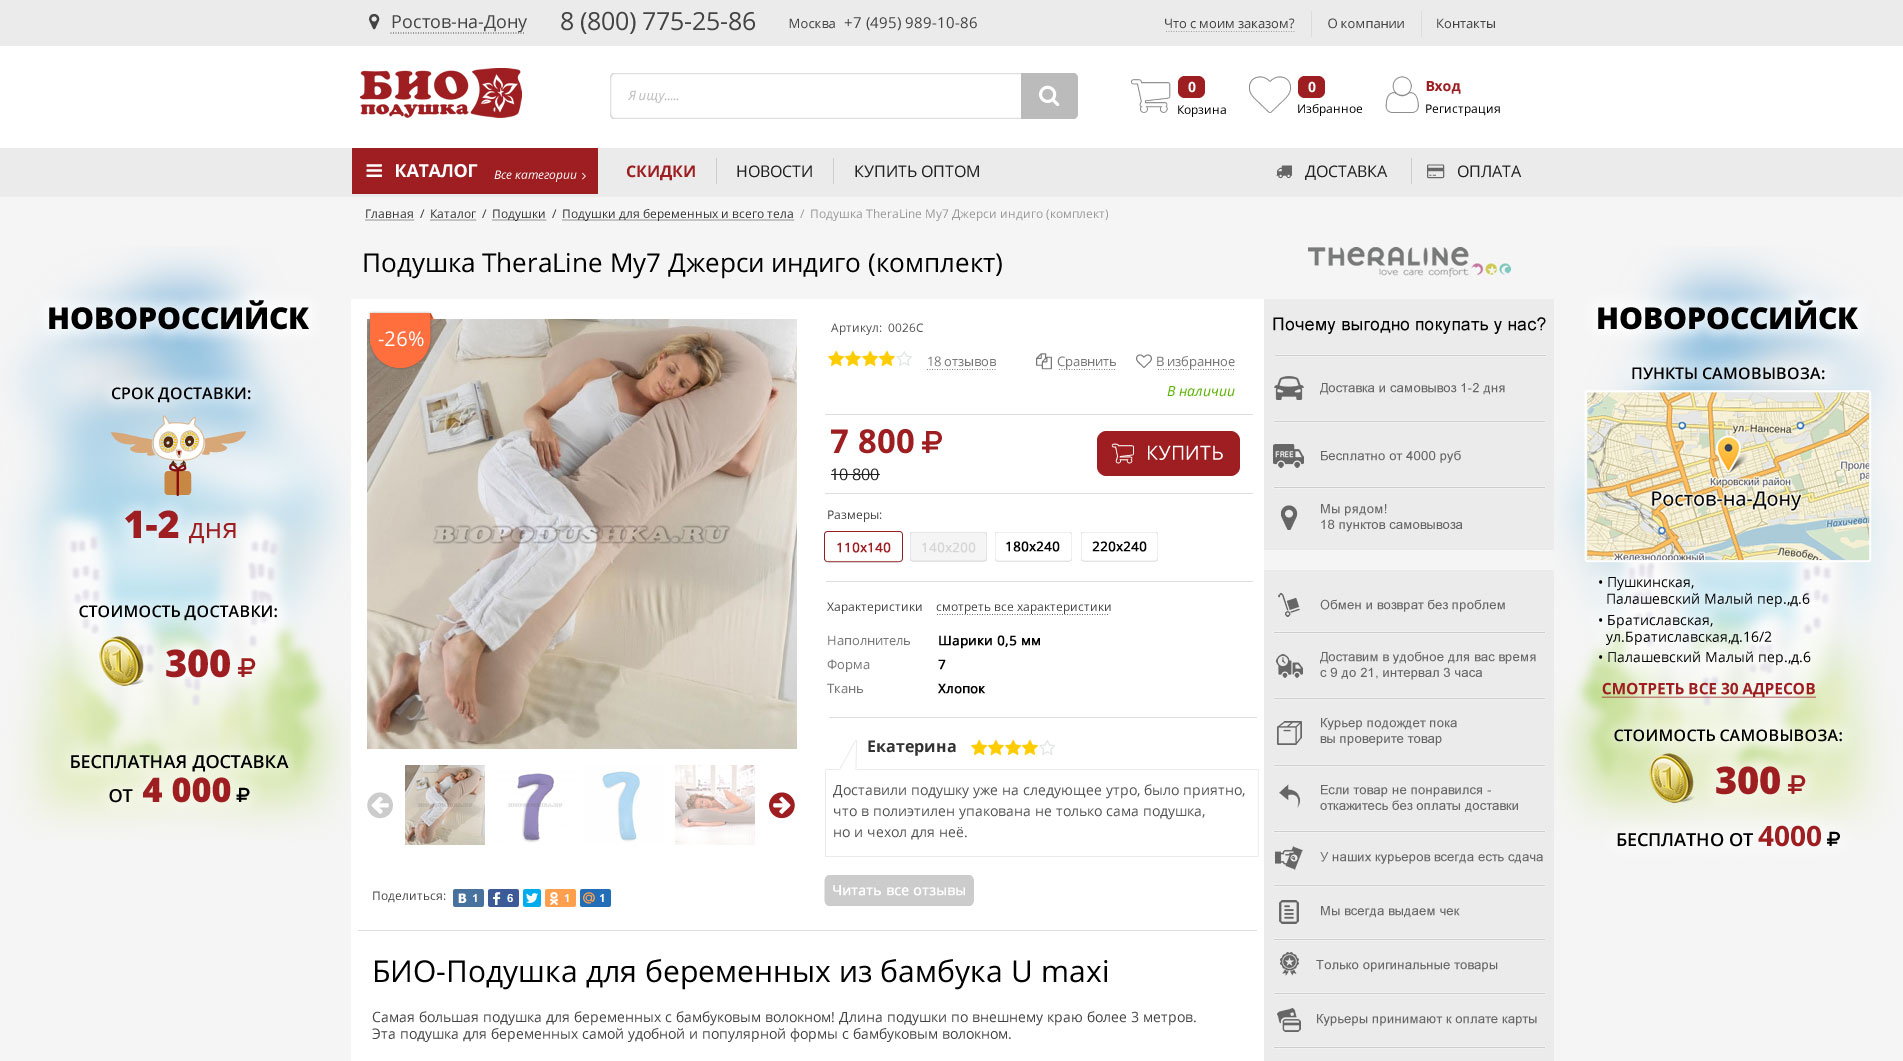 Ростов-на-Дону 8 (800) 775-25-86 Москва +7 (495) 989-10-86 Что с моим заказом? О компании Контакты
БИО
подушка
Я ищу.....
0
Корзина
0
Избранное
Вход
Регистрация
КАТАЛОГ Все категории СКИДКИ НОВОСТИ КУПИТЬ ОПТОМ ДОСТАВКА ОПЛАТА
Главная / Каталог / Подушки / Подушки для беременных и всего тела / Подушка TheraLine My7 Джерси индиго (комплект)
Подушка TheraLine My7 Джерси индиго (комплект)
THERALINE
love care comfort
НОВОРОССИЙСК
СРОК ДОСТАВКИ:
1-2 дня
СТОИМОСТЬ ДОСТАВКИ:
1
300 ₽
БЕСПЛАТНАЯ ДОСТАВКА
ОТ 4 000 ₽
-26%
BIOPODUSHKA.RU
Поделиться: В 1 f 6 1 @ 1
Артикул: 0026С
18 отзывов Сравнить В избранное
В наличии
7 800 ₽
10 800
КУПИТЬ
Размеры:
110x140 140x200 180x240 220x240
Характеристики смотреть все характеристики
Наполнитель Шарики 0,5 мм
Форма 7
Ткань Хлопок
Екатерина
Доставили подушку уже на следующее утро, было приятно,
что в полиэтилен упакована не только сама подушка,
но и чехол для неё.
Читать все отзывы
БИО-Подушка для беременных из бамбука U maxi
Самая большая подушка для беременных с бамбуковым волокном! Длина подушки по внешнему краю более 3 метров.
Эта подушка для беременных самой удобной и популярной формы с бамбуковым волокном.
Почему выгодно покупать у нас?
Доставка и самовывоз 1-2 дня
FREE
Бесплатно от 4000 руб
Мы рядом!
18 пунктов самовывоза
Обмен и возврат без проблем
Доставим в удобное для вас время
с 9 до 21, интервал 3 часа
Курьер подождет пока
вы проверите товар
Если товар не понравился -
откажитесь без оплаты доставки
У наших курьеров всегда есть сдача
Мы всегда выдаем чек
Только оригинальные товары
Курьеры принимают к оплате карты
НОВОРОССИЙСК
ПУНКТЫ САМОВЫВОЗА:
ул. Нансена
Проле
Кировский район
Ростов-на-Дону
Нахичева
Левобе
Железнодорожный
• Пушкинская,
Палашевский Малый пер.,д.6
• Братиславская,
ул.Братиславская,д.16/2
• Палашевский Малый пер.,д.6
СМОТРЕТЬ ВСЕ 30 АДРЕСОВ
СТОИМОСТЬ САМОВЫВОЗА:
1
300 ₽
БЕСПЛАТНО ОТ 4000 ₽